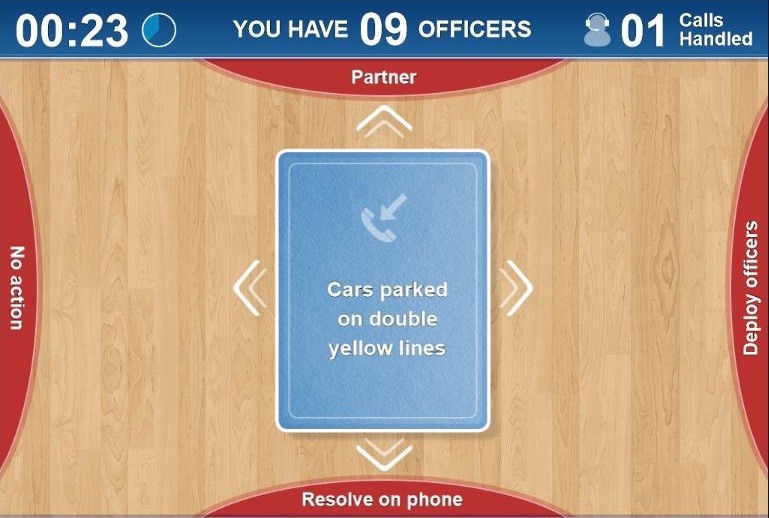 00:23
YOU HAVE 09 OFFICERS
01 Calls
Handled
Partner
No action
Cars parked
on double
yellow lines
Deploy officers
Resolve on phone